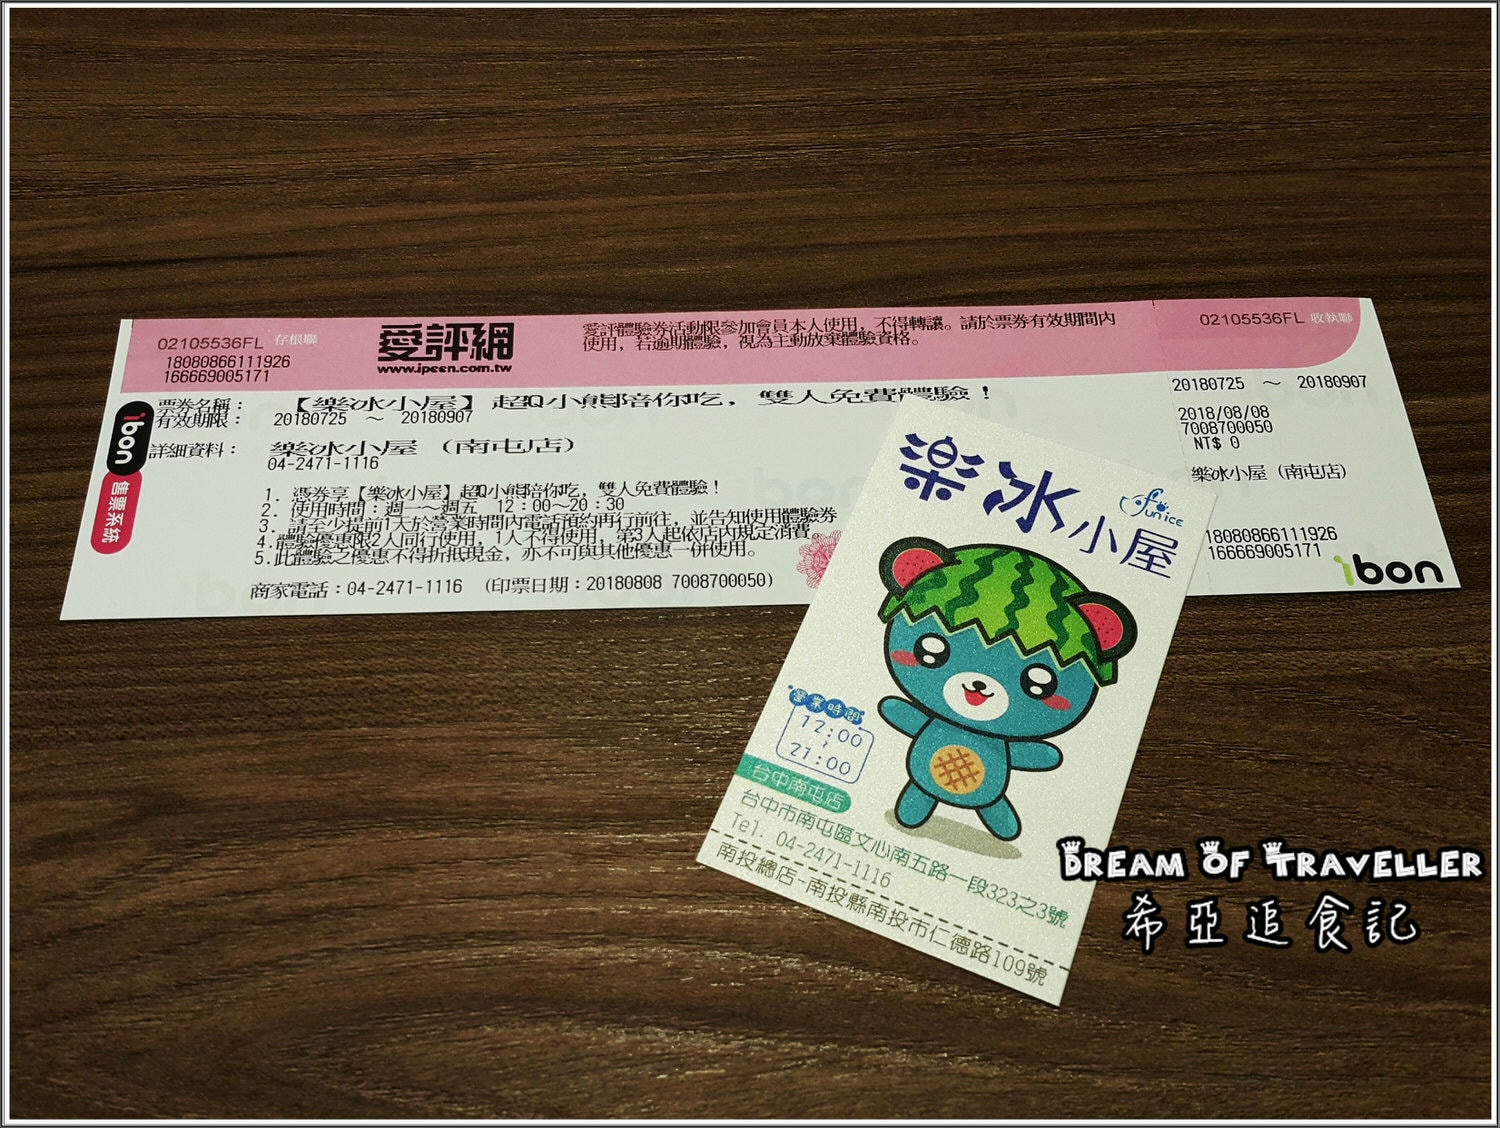 02105536FL 存根聯
18080866111926
166669005171
愛評網
www.ipeen.com.tw
愛評體驗券活動限參加會員本人使用，不得轉讓。請於票券有效期間內
使用，若逾期體驗，視為主動放棄體驗資格。
ibon
售票系統
票券名稱：【樂冰小屋】超Q小熊陪你吃，雙人免費體驗！
有效期限： 20180725 ～ 20180907
詳細資料： 樂冰小屋（南屯店）
04-2471-1116
1. 憑券享【樂冰小屋】超Q小熊陪你吃，雙人免費體驗！
2. 使用時間：週一～週五 12：00～20：30
3. 請至少提前1天於營業時間內電話預約再行前往，並告知使用體驗券
4.體驗優惠限2人同行使用，1人不得使用，第3人起依店內規定消費。
5.此體驗之優惠不得折抵現金，亦不可與其他優惠一併使用。
商家電話：04-2471-1116 （印票日期：20180808 7008700050）
02105536FL 收執聯
20180725 ～ 20180907
2018/08/08
7008700050
NT$ 0
樂冰小屋（南屯店）
18080866111926
166669005171
ibon
樂冰小屋
Fun ICE
營業時間
12:00
~
21:00
台中南屯店
台中市南屯區文心南五路一段323之3號
Tel. 04-2471-1116
南投總店-南投縣南投市仁德路109號
Dream Of Traveller
希亞追食記